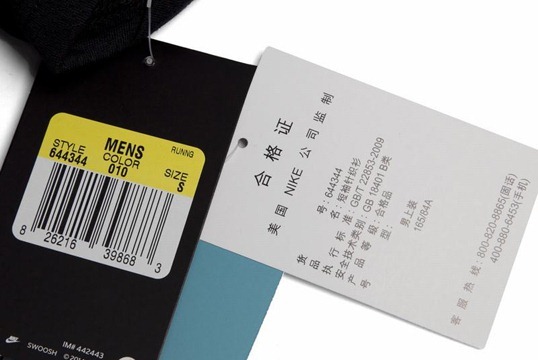 STYLE
644344
MENS
COLOR
010
RUNNG
SIZE
S
8 26216 39868 3
IM# 442443
SWOOSH
合格证
美国 NIKE 公司监制
货 号: 644344
品 名: 短袖针织衫
执行标准: GB/T 22853-2009
安全技术类别: GB 18401 B类
产品等级: 合格品
型号: 男上装
165/84A
客服热线: 800-820-8865(固话)
400-880-6453(手机)